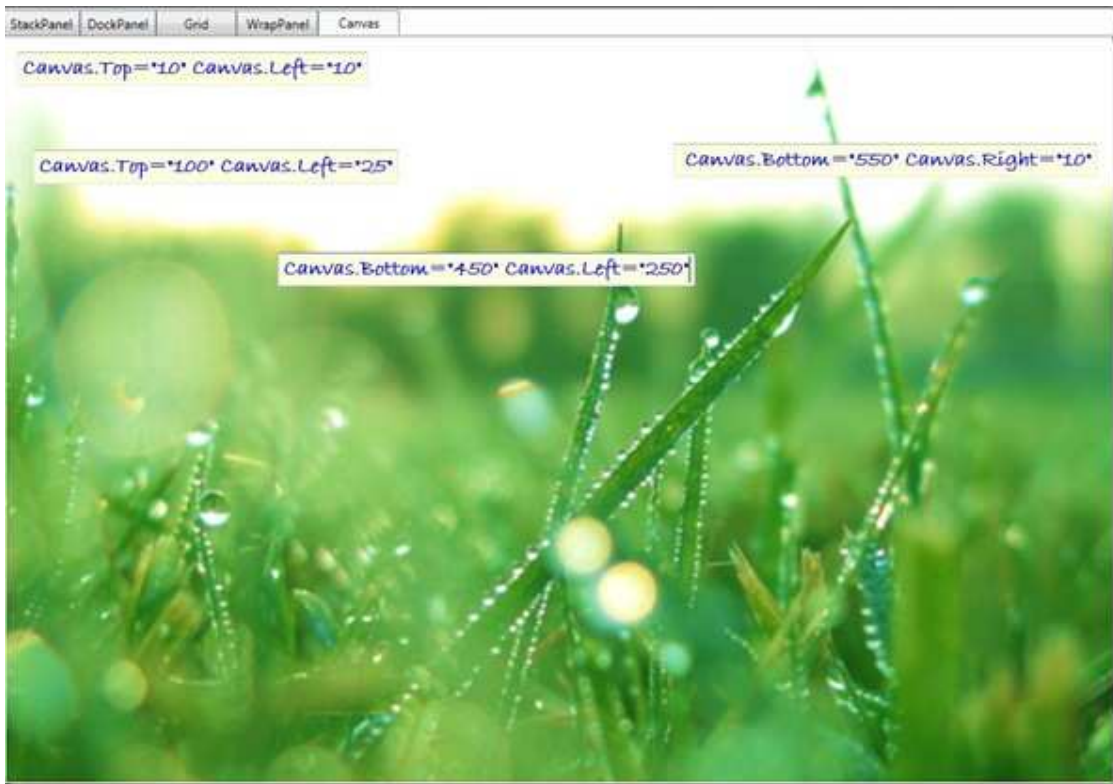 StackPanel DockPanel Grid WrapPanel Canvas
Canvas.Top="10" Canvas.Left="10"
Canvas.Top="100" Canvas.Left="25"
Canvas.Bottom="550" Canvas.Right="10"
Canvas.Bottom="450" Canvas.Left="250"